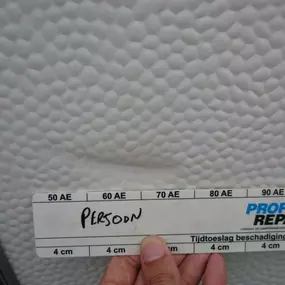 50 AE 60 AE 70 AE 80 AE 90 AE
PERSOON
PROF
REP
Tijdtoeslag beschadiging
4 cm 4 cm 4 cm 4 cm 4 cm